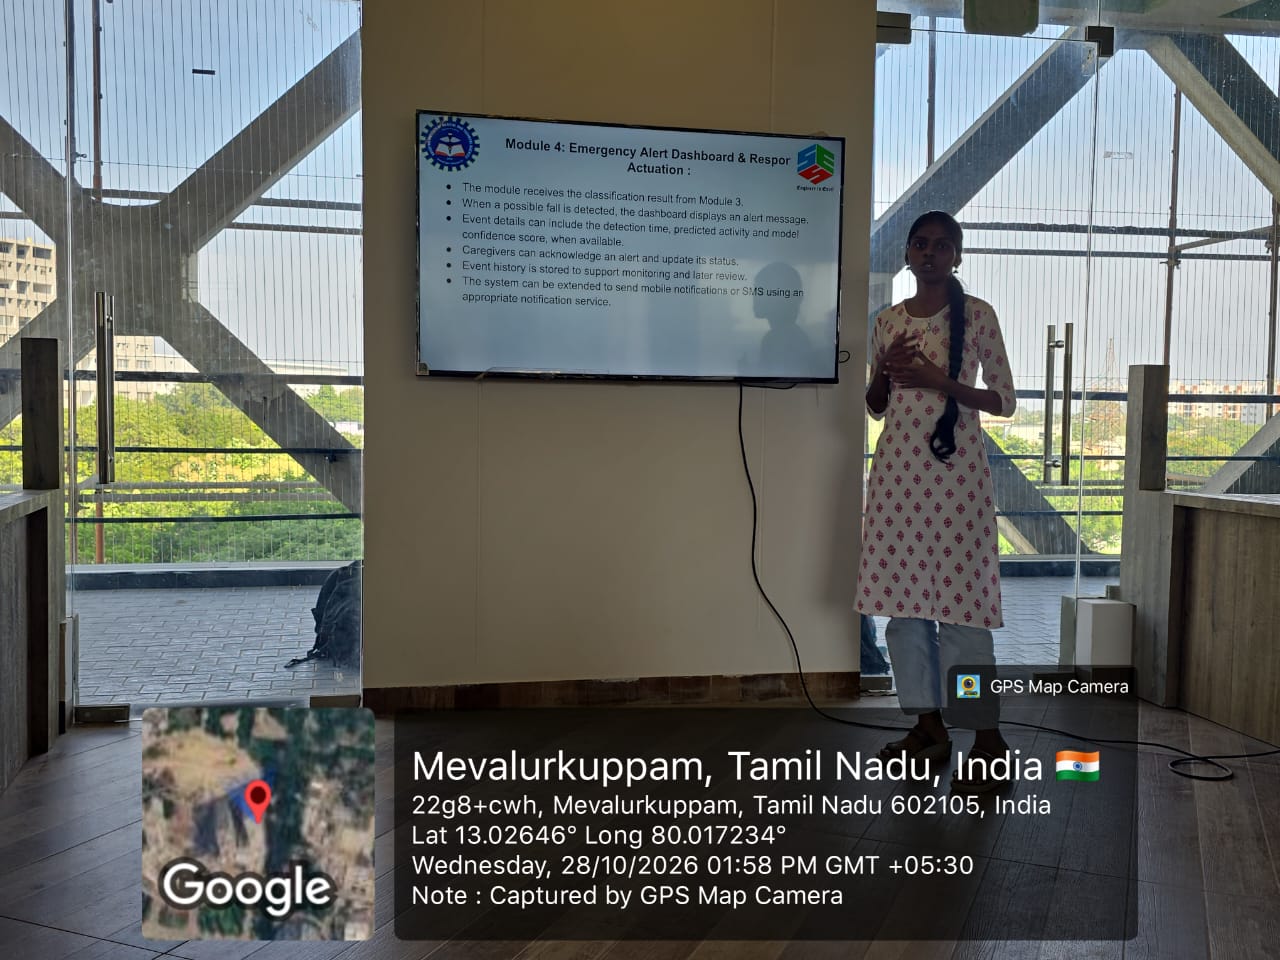 Module 4: Emergency Alert Dashboard & Respor
Actuation :
Engineer to Excel
• The module receives the classification result from Module 3.
• When a possible fall is detected, the dashboard displays an alert message.
• Event details can include the detection time, predicted activity and model
confidence score, when available.
• Caregivers can acknowledge an alert and update its status.
• Event history is stored to support monitoring and later review.
• The system can be extended to send mobile notifications or SMS using an
appropriate notification service.
GPS Map Camera
Google
Mevalurkuppam, Tamil Nadu, India
22g8+cwh, Mevalurkuppam, Tamil Nadu 602105, India
Lat 13.02646° Long 80.017234°
Wednesday, 28/10/2026 01:58 PM GMT +05:30
Note : Captured by GPS Map Camera